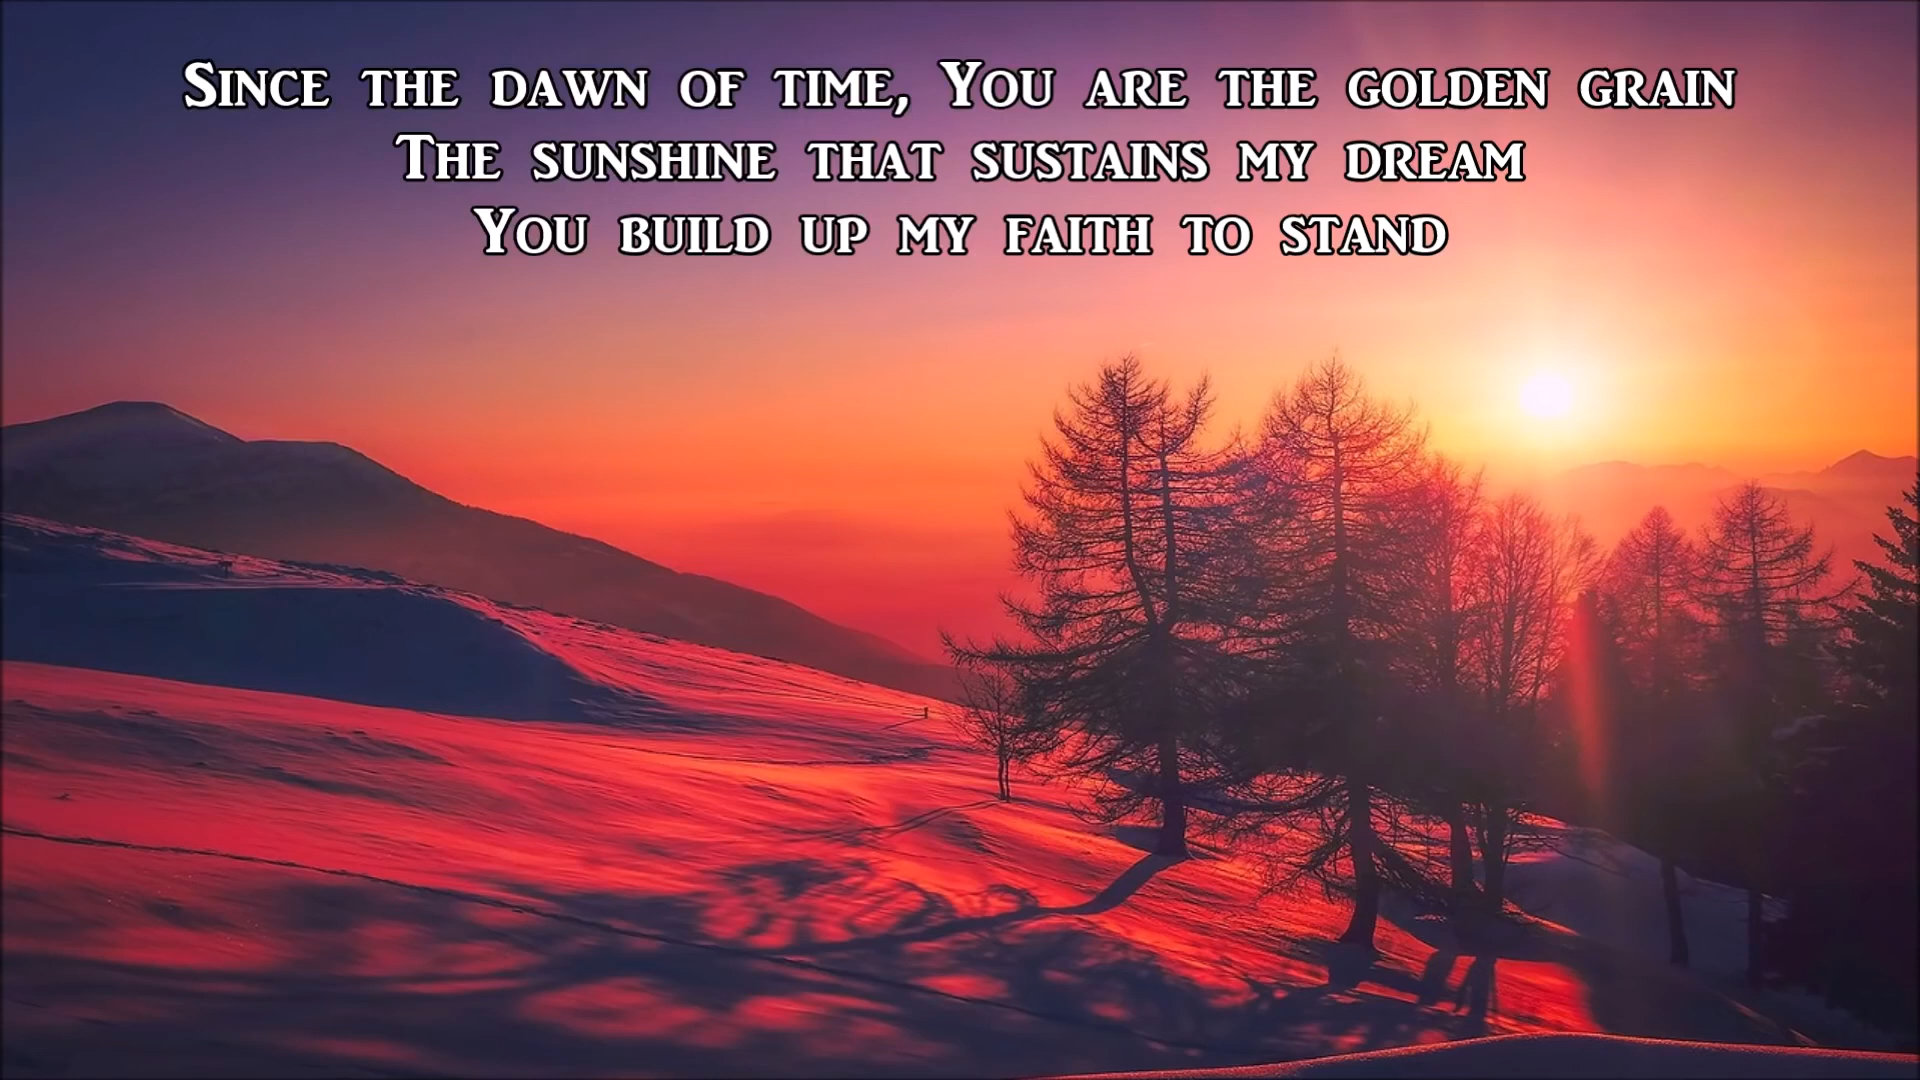 Since the dawn of time, You are the golden grain
The sunshine that sustains my dream
You build up my faith to stand